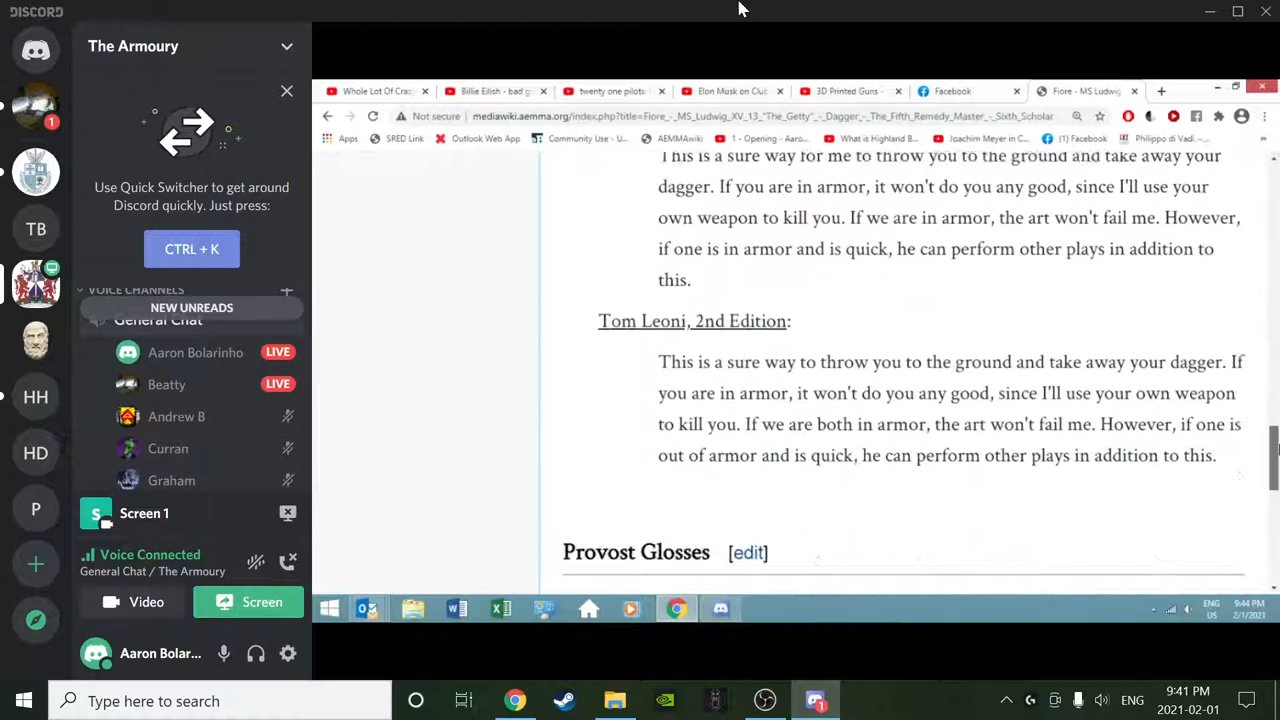 DISCORD
The Armoury
Use Quick Switcher to get around
Discord quickly. Just press:
CTRL + K
VOICE CHANNELS
NEW UNREADS
General Chat
Aaron Bolarinho LIVE
Beatty LIVE
Andrew B
Curran
Graham
S Screen 1
Voice Connected
General Chat / The Armoury
Video Screen
Aaron Bolar...
1
TB
HH
HD
P
Whole Lot Of Cra: Billie Eilish - bad g twenty one pilots Elon Musk on Clu 3D Printed Guns - Facebook Fiore - MS Ludwig
Not secure mediawiki.aemma.org/index.php?title=Fiore_-_MS_Ludwig_XV_13_"The_Getty"_-_Dagger_-_The_Fifth_Remedy_Master_-_Sixth_Scholar
Apps SRED Link Outlook Web App Community Use - U... AEMMAwiki 1 - Opening - Aaro... What is Highland B... Joachim Meyer in C... (1) Facebook Philippo di Vadi...
This is a sure way for me to throw you to the ground and take away your
dagger. If you are in armor, it won't do you any good, since I'll use your
own weapon to kill you. If we are in armor, the art won't fail me. However,
if one is in armor and is quick, he can perform other plays in addition to
this.
Tom Leoni, 2nd Edition:
This is a sure way to throw you to the ground and take away your dagger. If
you are in armor, it won't do you any good, since I'll use your own weapon
to kill you. If we are both in armor, the art won't fail me. However, if one is
out of armor and is quick, he can perform other plays in addition to this.
Provost Glosses [edit]
ENG 9:44 PM
US 2/1/2021
Type here to search
1
ENG
9:41 PM
2021-02-01